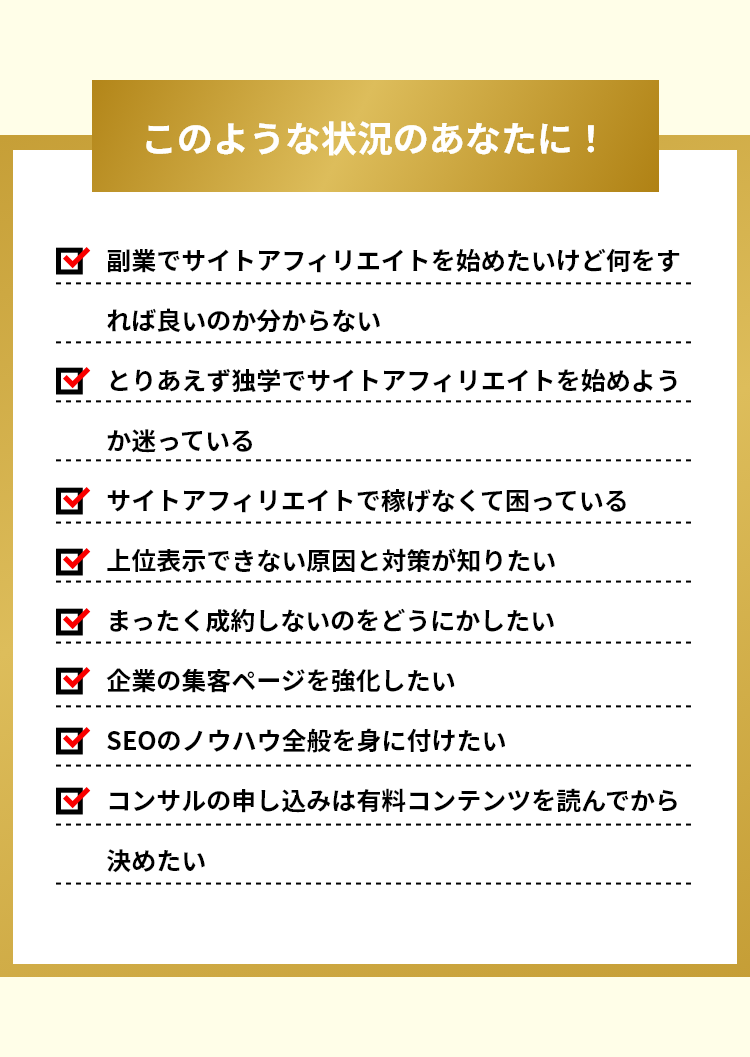 このような状況のあなたに！
副業でサイトアフィリエイトを始めたいけど何をす
れば良いのか分からない
とりあえず独学でサイトアフィリエイトを始めよう
か迷っている
サイトアフィリエイトで稼げなくて困っている
上位表示できない原因と対策が知りたい
まったく成約しないのをどうにかしたい
企業の集客ページを強化したい
SEOのノウハウ全般を身に付けたい
コンサルの申し込みは有料コンテンツを読んでから
決めたい